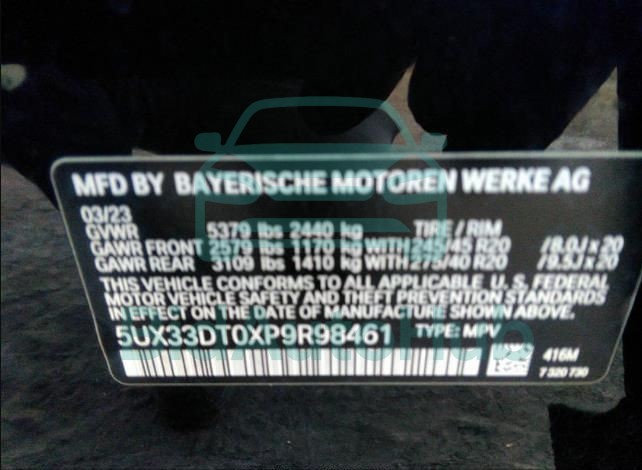 MFD BY BAYERISCHE MOTOREN WERKE AG
03/23
GVWR 5379 lbs 2440 kg TIRE / RIM
GAWR FRONT 2579 lbs 1170 kg WITH 245/45 R20 / 8.0J x 20
GAWR REAR 3109 lbs 1410 kg WITH 275/40 R20 / 9.5J x 20
THIS VEHICLE CONFORMS TO ALL APPLICABLE U. S. FEDERAL
MOTOR VEHICLE SAFETY AND THEFT PREVENTION STANDARDS
IN EFFECT ON THE DATE OF MANUFACTURE SHOWN ABOVE.
5UX33DT0XP9R98461 TYPE: MPV
416M
7 320 730